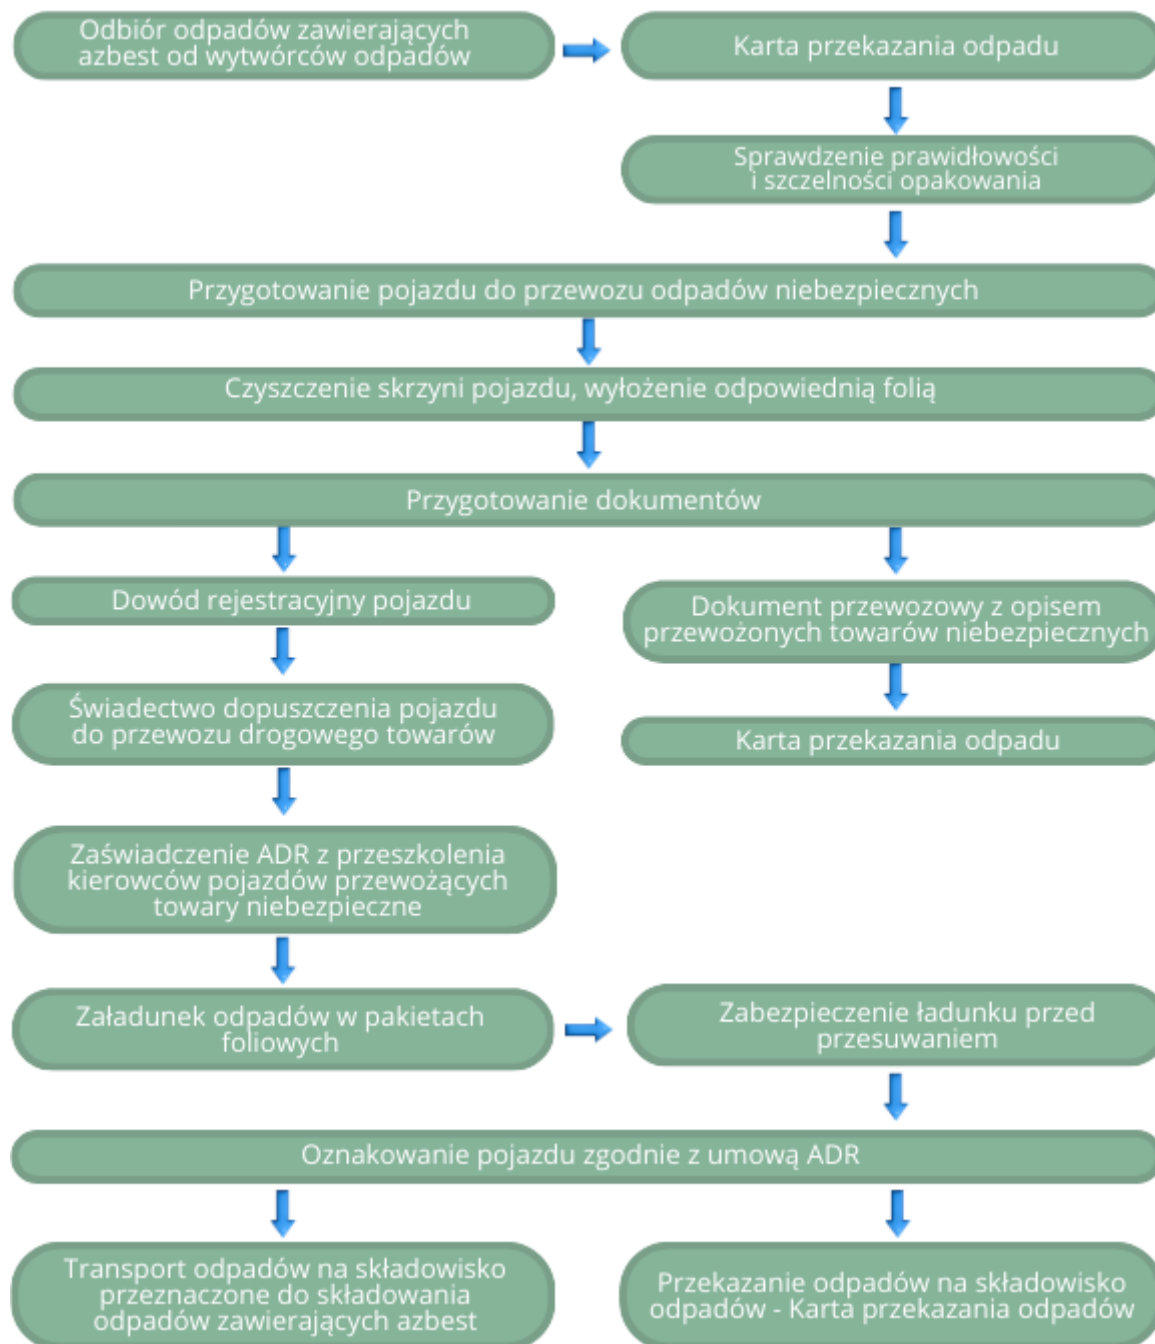 Odbiór odpadów zawierających
azbest od wytwórców odpadów
Karta przekazania odpadu
Sprawdzenie prawidłowości
i szczelności opakowania
Przygotowanie pojazdu do przewozu odpadów niebezpiecznych
Czyszczenie skrzyni pojazdu, wyłożenie odpowiednią folią
Przygotowanie dokumentów
Dowód rejestracyjny pojazdu
Dokument przewozowy z opisem
przewożonych towarów niebezpiecznych
Świadectwo dopuszczenia pojazdu
do przewozu drogowego towarów
Karta przekazania odpadu
Zaświadczenie ADR z przeszkolenia
kierowców pojazdów przewożących
towary niebezpieczne
Załadunek odpadów w pakietach
foliowych
Zabezpieczenie ładunku przed
przesuwaniem
Oznakowanie pojazdu zgodnie z umową ADR
Transport odpadów na składowisko
przeznaczone do składowania
odpadów zawierających azbest
Przekazanie odpadów na składowisko
odpadów - Karta przekazania odpadów